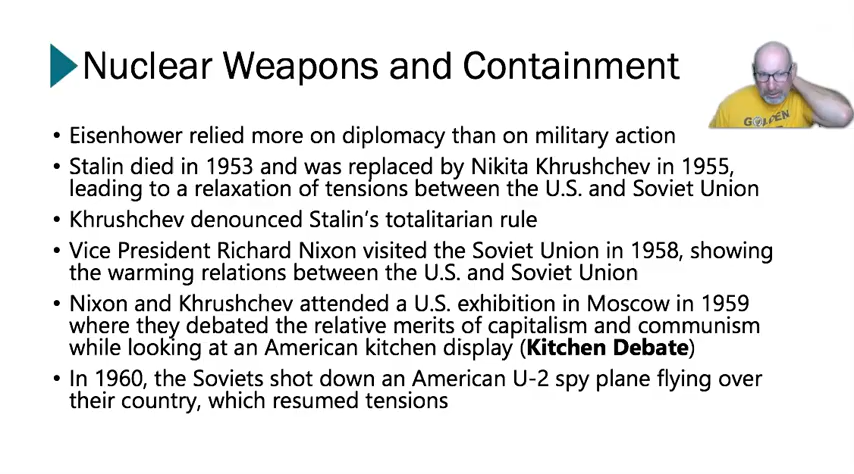 Nuclear Weapons and Containment
• Eisenhower relied more on diplomacy than on military action
• Stalin died in 1953 and was replaced by Nikita Khrushchev in 1955,
leading to a relaxation of tensions between the U.S. and Soviet Union
• Khrushchev denounced Stalin's totalitarian rule
• Vice President Richard Nixon visited the Soviet Union in 1958, showing
the warming relations between the U.S. and Soviet Union
• Nixon and Khrushchev attended a U.S. exhibition in Moscow in 1959
where they debated the relative merits of capitalism and communism
while looking at an American kitchen display (Kitchen Debate)
• In 1960, the Soviets shot down an American U-2 spy plane flying over
their country, which resumed tensions